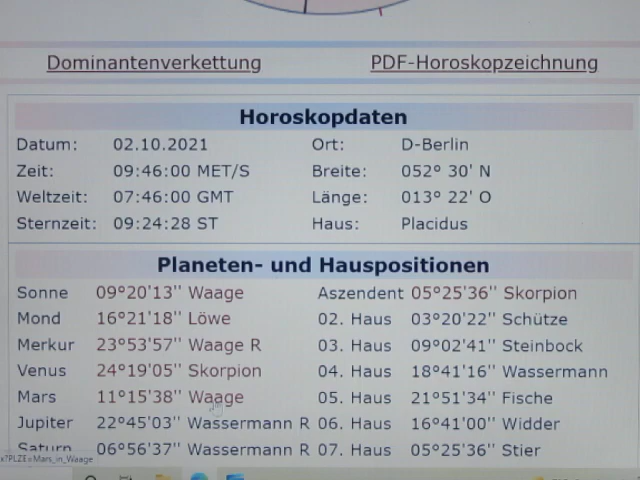 Dominantenverkettung PDF-Horoskopzeichnung
Horoskopdaten
Datum: 02.10.2021 Ort: D-Berlin
Zeit: 09:46:00 MET/S Breite: 052° 30' N
Weltzeit: 07:46:00 GMT Länge: 013° 22' O
Sternzeit: 09:24:28 ST Haus: Placidus
Planeten- und Hauspositionen
Sonne 09°20'13'' Waage Aszendent 05°25'36'' Skorpion
Mond 16°21'18'' Löwe 02. Haus 03°20'22'' Schütze
Merkur 23°53'57'' Waage R 03. Haus 09°02'41'' Steinbock
Venus 24°19'05'' Skorpion 04. Haus 18°41'16'' Wassermann
Mars 11°15'38'' Waage 05. Haus 21°51'34'' Fische
Jupiter 22°45'03'' Wassermann R 06. Haus 16°41'00'' Widder
Saturn 06°56'37'' Wassermann R 07. Haus 05°25'36'' Stier
x?PLZE=Mars_in_Waage